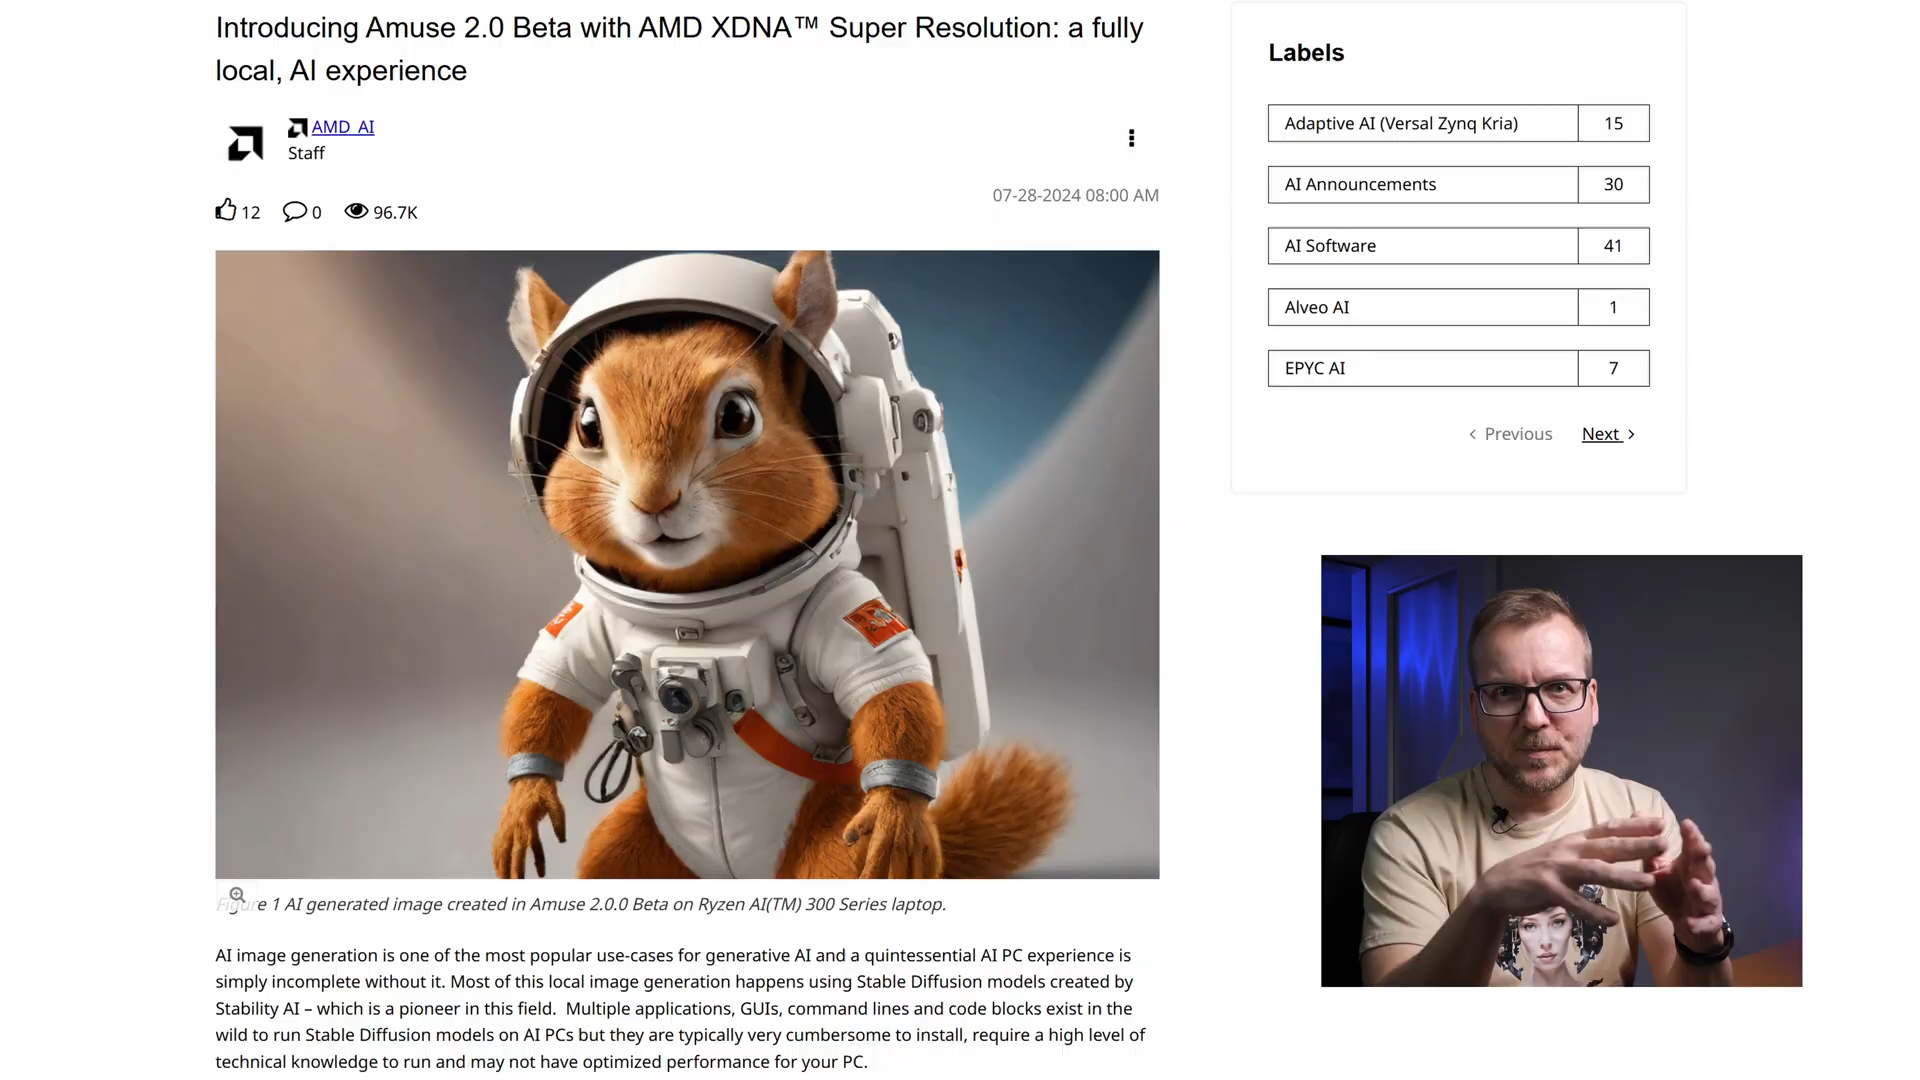 Introducing Amuse 2.0 Beta with AMD XDNA™ Super Resolution: a fully
local, AI experience
AMD_AI
Staff
12 0 96.7K
07-28-2024 08:00 AM
Figure 1 AI generated image created in Amuse 2.0.0 Beta on Ryzen AI(TM) 300 Series laptop.
AI image generation is one of the most popular use-cases for generative AI and a quintessential AI PC experience is
simply incomplete without it. Most of this local image generation happens using Stable Diffusion models created by
Stability AI – which is a pioneer in this field.  Multiple applications, GUIs, command lines and code blocks exist in the
wild to run Stable Diffusion models on AI PCs but they are typically very cumbersome to install, require a high level of
technical knowledge to run and may not have optimized performance for your PC.
Labels
Adaptive AI (Versal Zynq Kria) 15
AI Announcements 30
AI Software 41
Alveo AI 1
EPYC AI 7
Previous Next